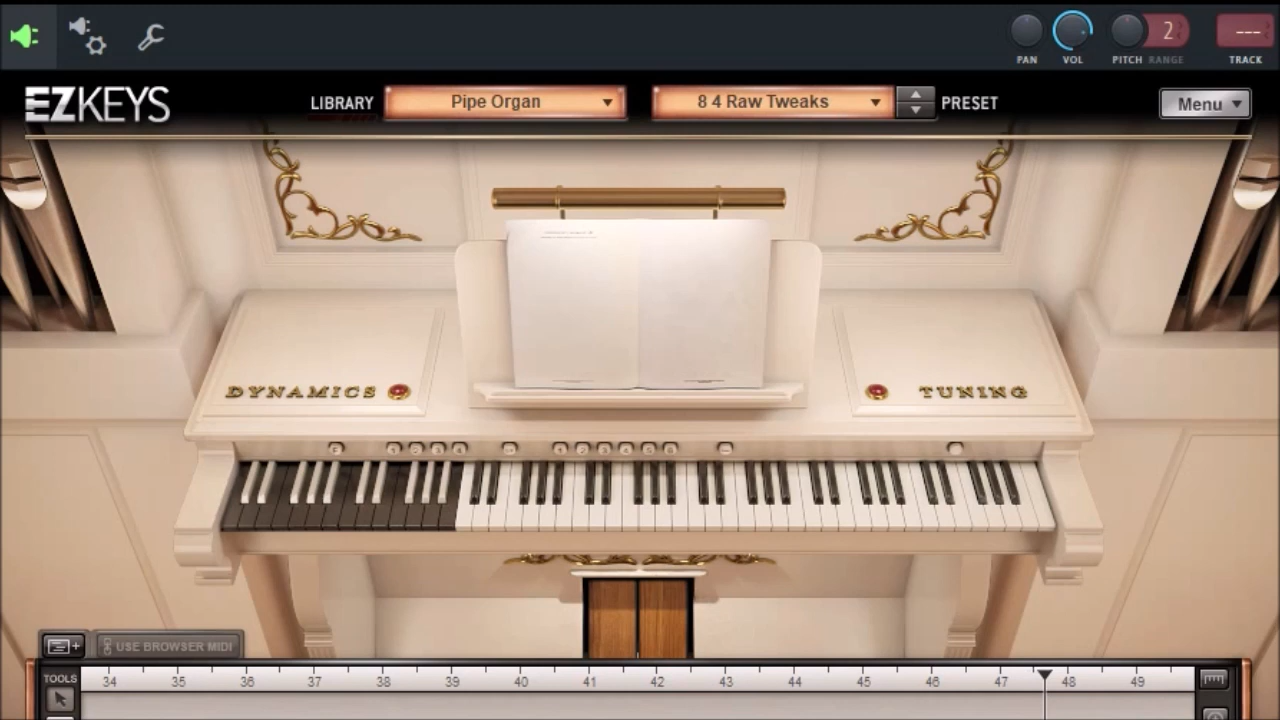 PAN VOL PITCH RANGE 2 --- TRACK
EZKEYS LIBRARY Pipe Organ 8 4 Raw Tweaks PRESET Menu
DYNAMICS TUNING
USE BROWSER MIDI
TOOLS 34 35 36 37 38 39 40 41 42 43 44 45 46 47 48 49